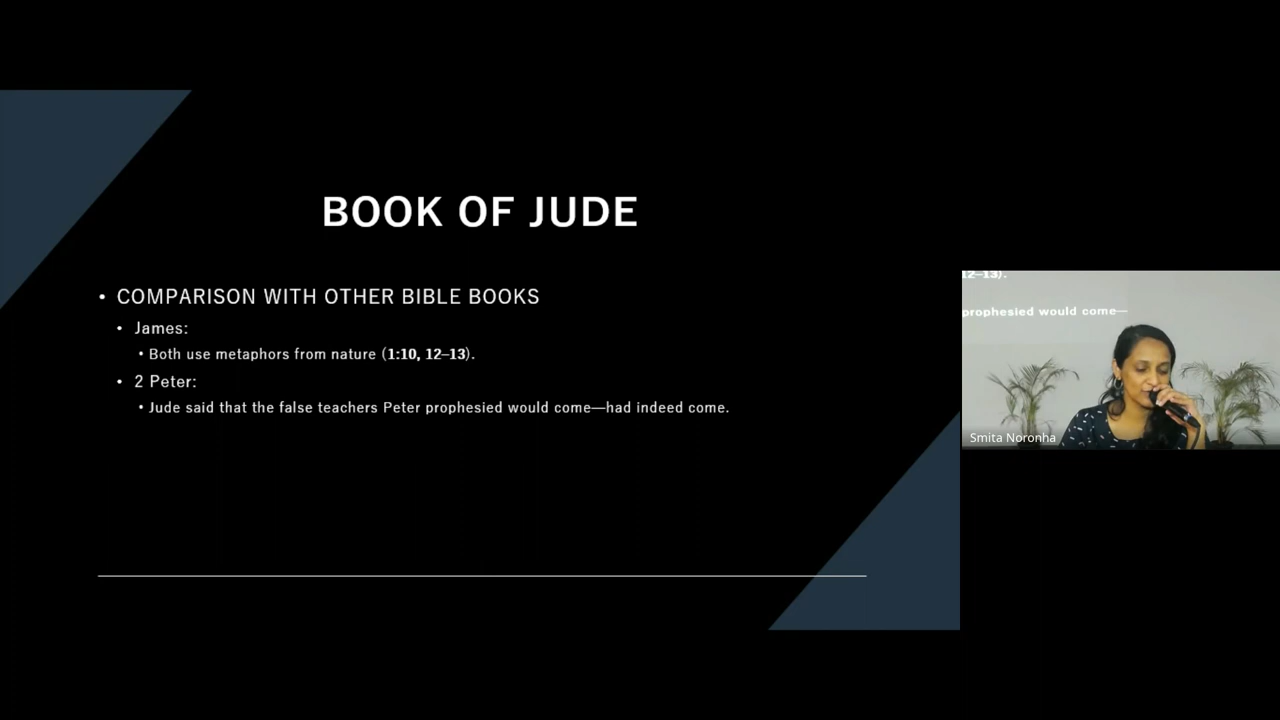 BOOK OF JUDE
• COMPARISON WITH OTHER BIBLE BOOKS
• James:
• Both use metaphors from nature (1:10, 12–13).
• 2 Peter:
• Jude said that the false teachers Peter prophesied would come—had indeed come.
12–13).
prophesied would come—
Smita Noronha